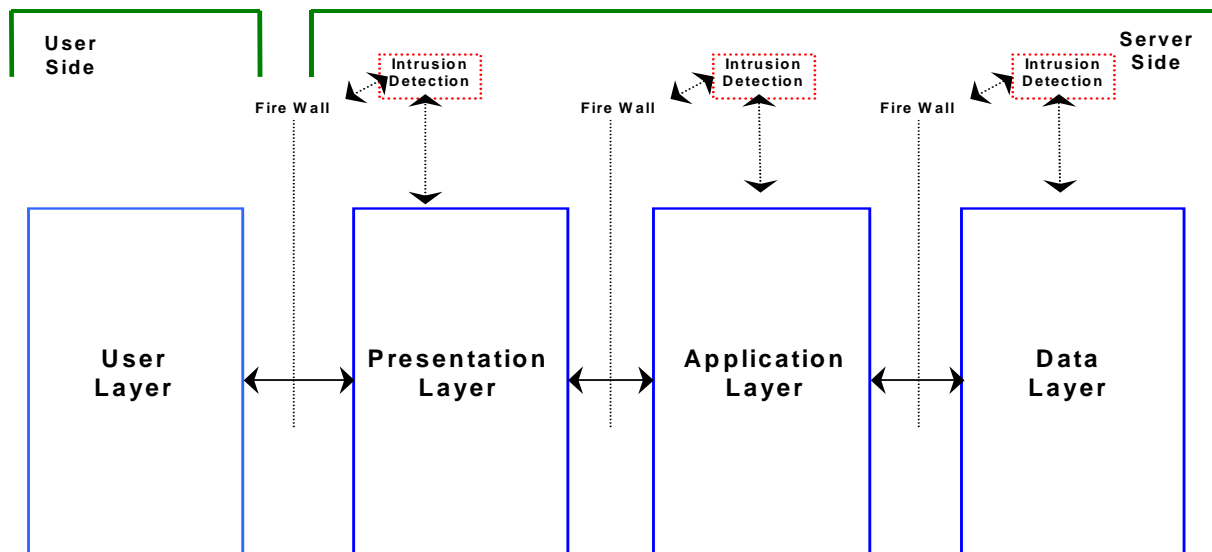 User
Side
Server
Side
Intrusion
Detection
Intrusion
Detection
Intrusion
Detection
Fire Wall
Fire Wall
Fire Wall
User
Layer
Presentation
Layer
Application
Layer
Data
Layer